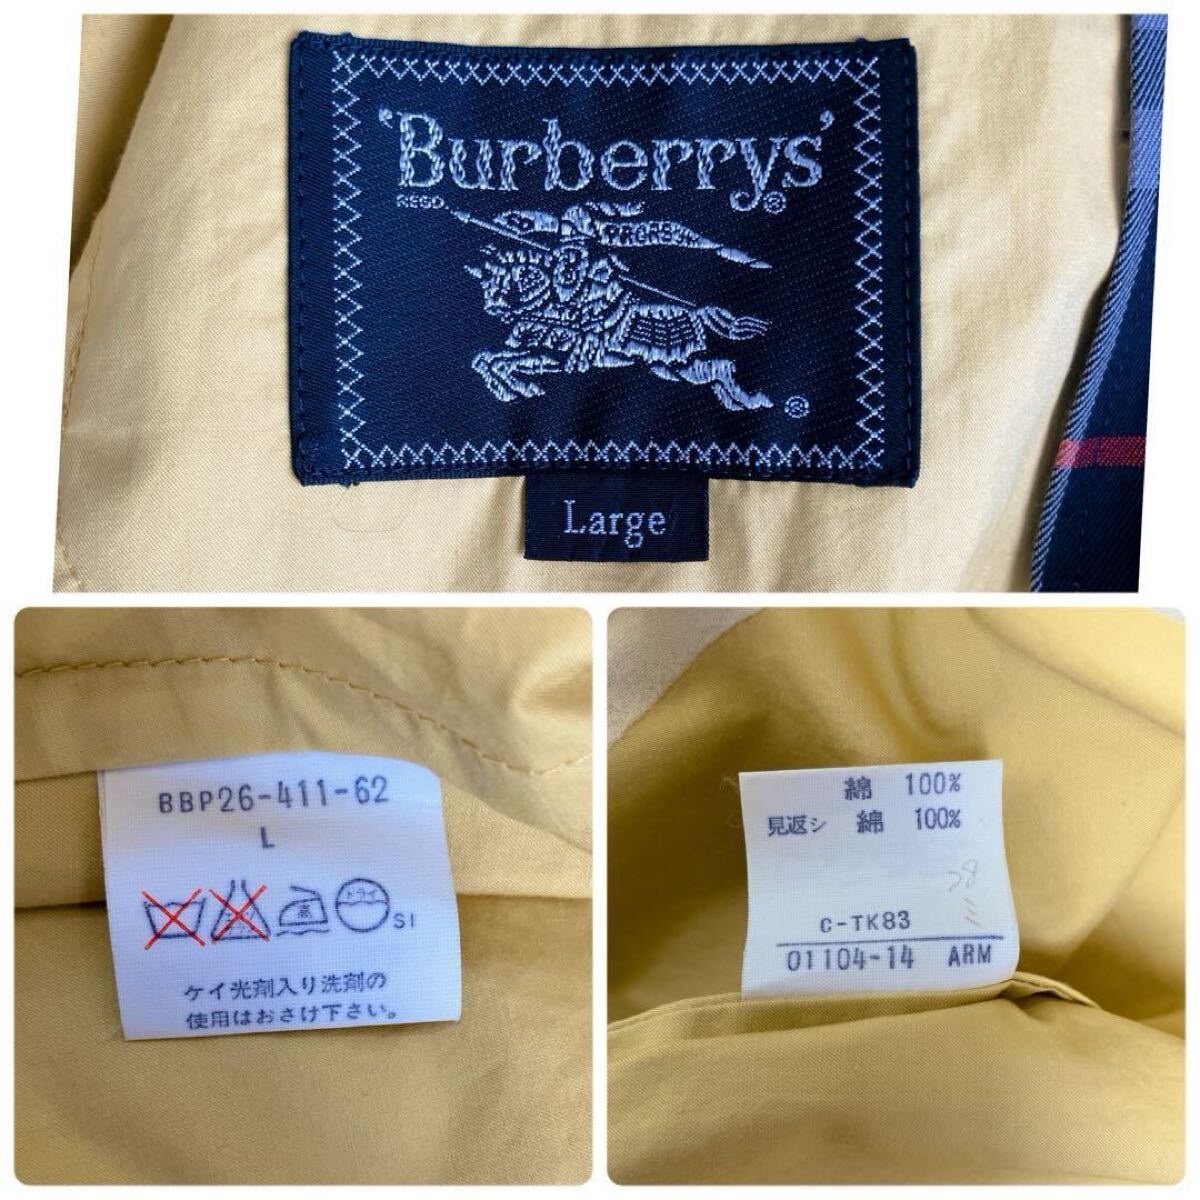 'Burberrys'®
REGD.
PRORSUM
®
Large
BBP26-411-62
L
ドライ
SI
ケイ光剤入り洗剤の
使用はおさけ下さい。
綿 100%
見返シ 綿 100%
C-TK83
01104-14 ARM